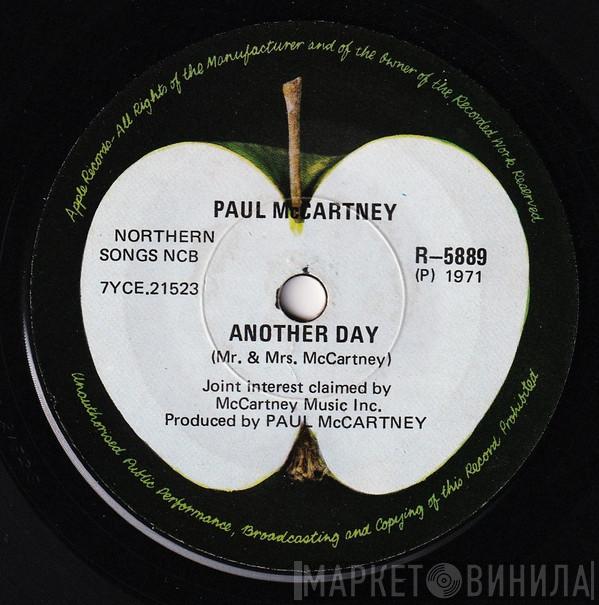 Apple Records-All Rights of the Manufacturer and of the Owner of the Recorded Work Reserved
PAUL McCARTNEY
NORTHERN
SONGS NCB
7YCE.21523
R-5889
(P) 1971
ANOTHER DAY
(Mr. & Mrs. McCartney)
Joint interest claimed by
McCartney Music Inc.
Produced by PAUL McCARTNEY
Unauthorised Public Performance, Broadcasting and Copying of this Record Prohibited
МАРКЕТ ВИНИЛА